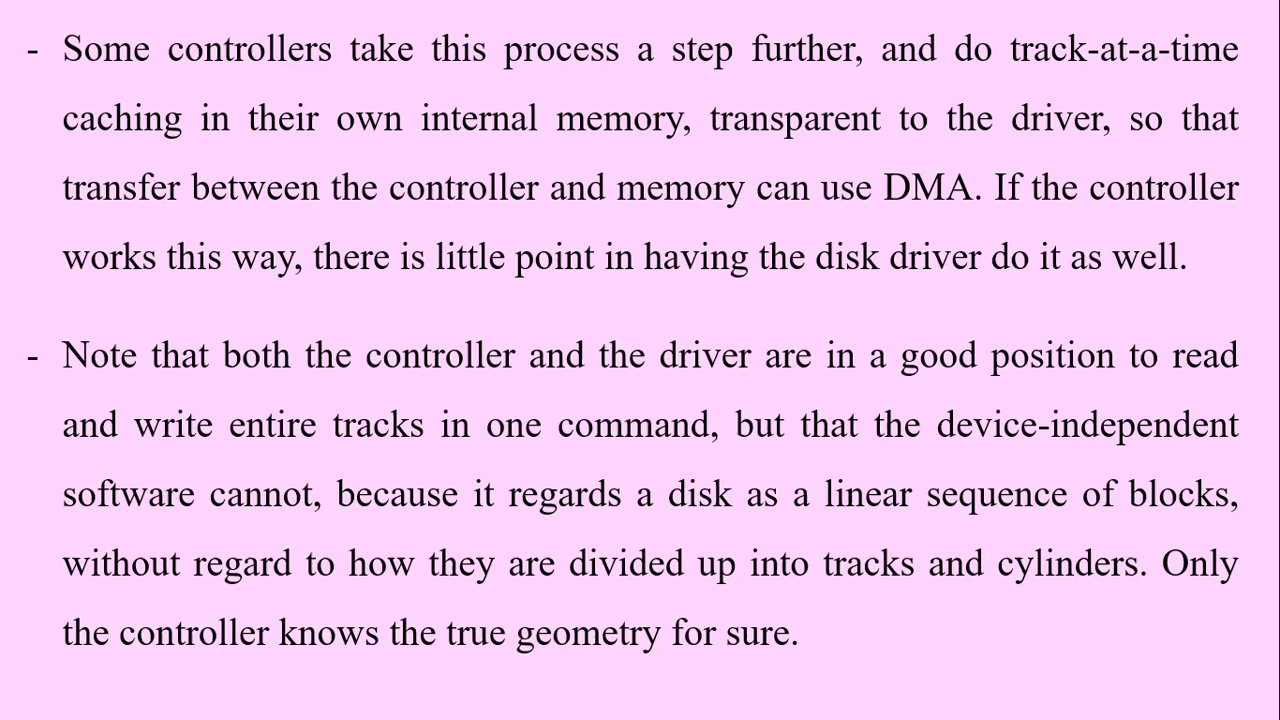 - Some controllers take this process a step further, and do track-at-a-time
caching in their own internal memory, transparent to the driver, so that
transfer between the controller and memory can use DMA. If the controller
works this way, there is little point in having the disk driver do it as well.
- Note that both the controller and the driver are in a good position to read
and write entire tracks in one command, but that the device-independent
software cannot, because it regards a disk as a linear sequence of blocks,
without regard to how they are divided up into tracks and cylinders. Only
the controller knows the true geometry for sure.